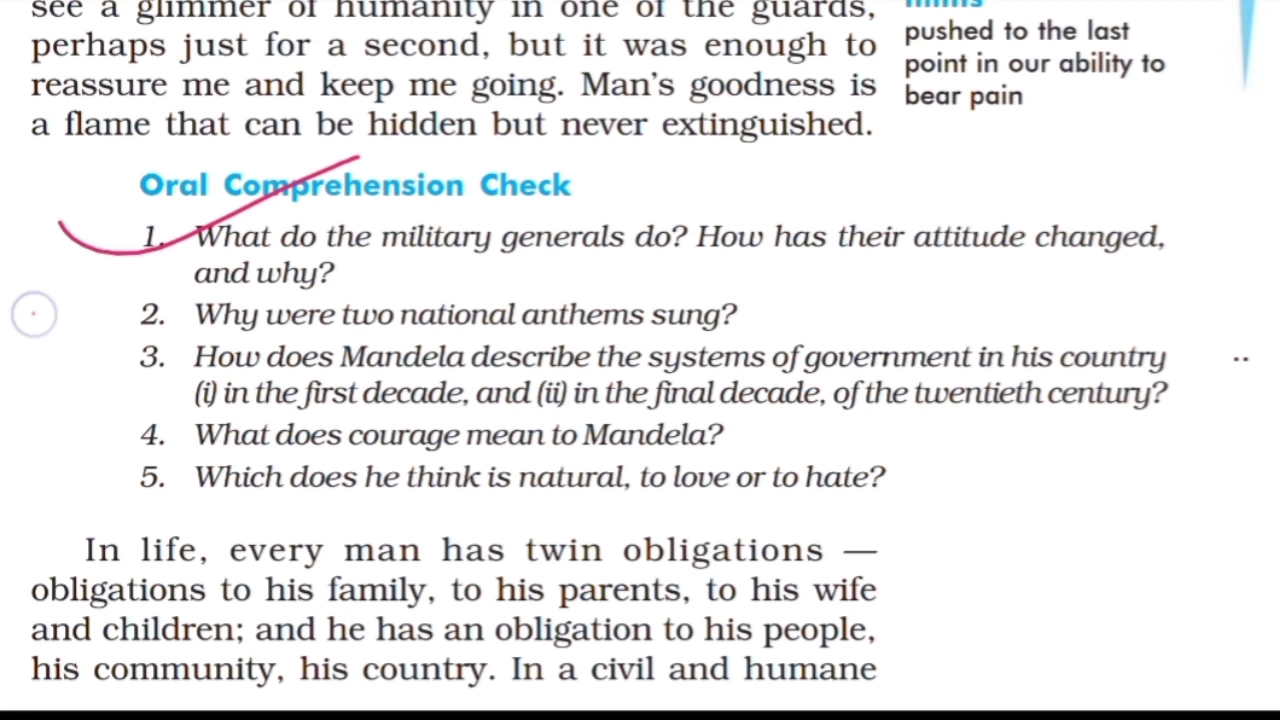 see a glimmer of humanity in one of the guards,
perhaps just for a second, but it was enough to
reassure me and keep me going. Man's goodness is
a flame that can be hidden but never extinguished.
pushed to the last
point in our ability to
bear pain
Oral Comprehension Check
1. What do the military generals do? How has their attitude changed,
and why?
2. Why were two national anthems sung?
3. How does Mandela describe the systems of government in his country
(i) in the first decade, and (ii) in the final decade, of the twentieth century?
4. What does courage mean to Mandela?
5. Which does he think is natural, to love or to hate?
In life, every man has twin obligations —
obligations to his family, to his parents, to his wife
and children; and he has an obligation to his people,
his community, his country. In a civil and humane